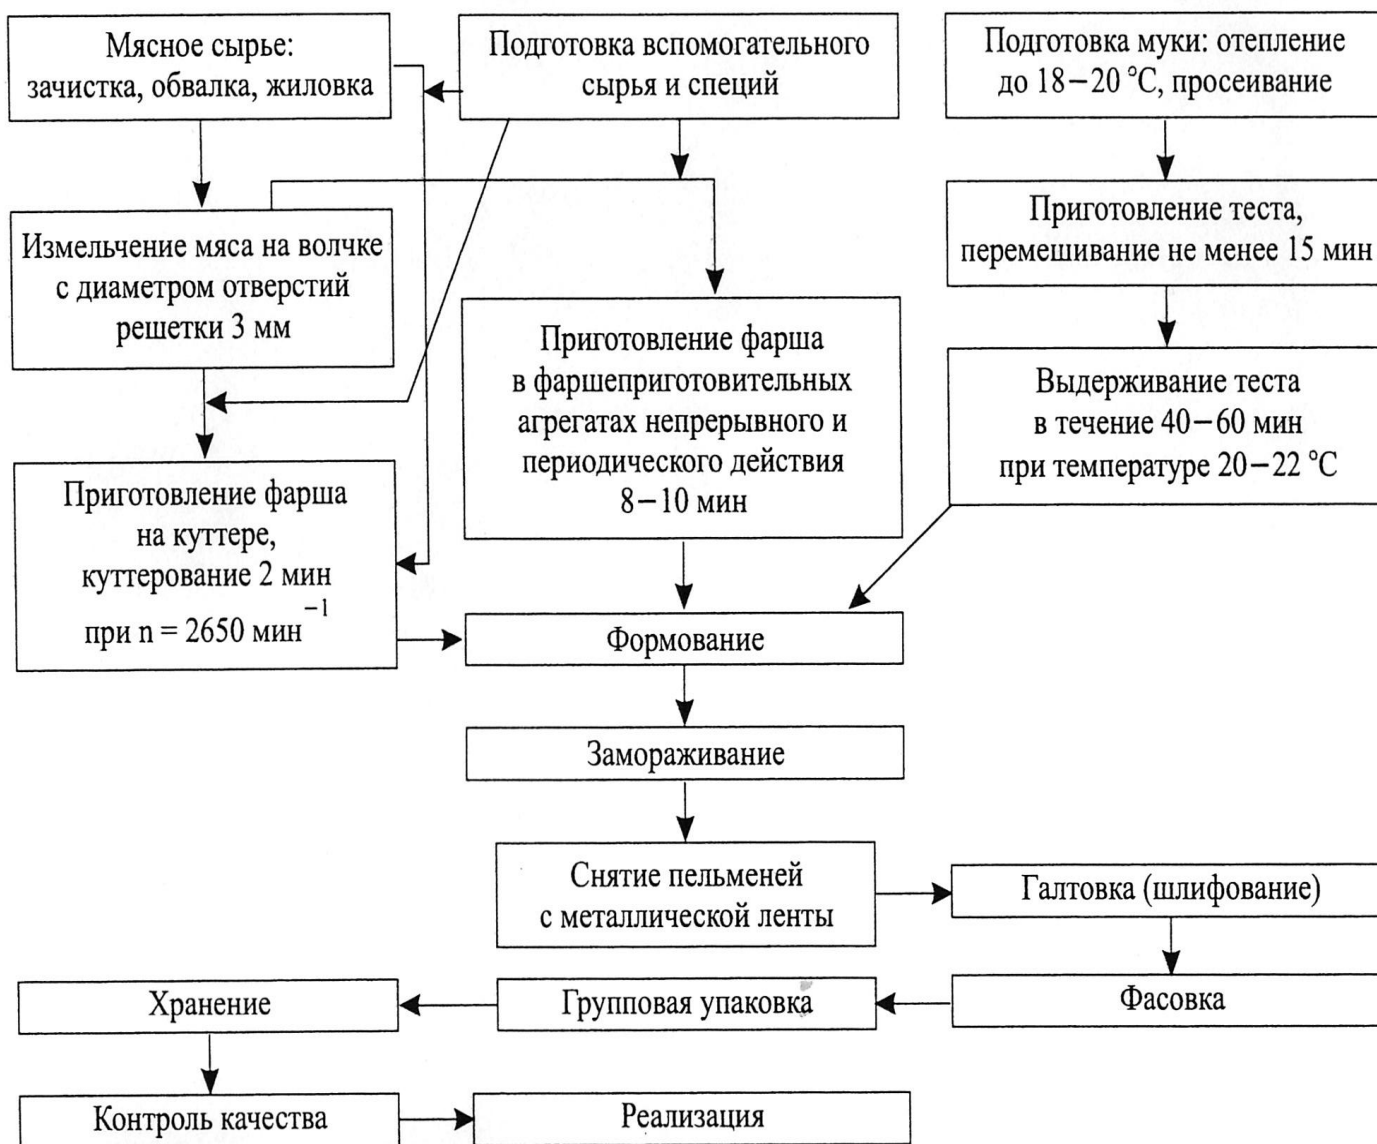 Мясное сырье:
зачистка, обвалка, жиловка
Подготовка вспомогательного
сырья и специй
Подготовка муки: отепление
до 18–20 °C, просеивание
Измельчение мяса на волчке
с диаметром отверстий
решетки 3 мм
Приготовление теста,
перемешивание не менее 15 мин
Приготовление фарша
в фаршеприготовительных
агрегатах непрерывного и
периодического действия
8–10 мин
Выдерживание теста
в течение 40–60 мин
при температуре 20–22 °C
Приготовление фарша
на куттере,
куттерование 2 мин
при n = 2650 мин⁻¹
Формование
Замораживание
Снятие пельменей
с металлической ленты
Галтовка (шлифование)
Фасовка
Групповая упаковка
Хранение
Контроль качества
Реализация